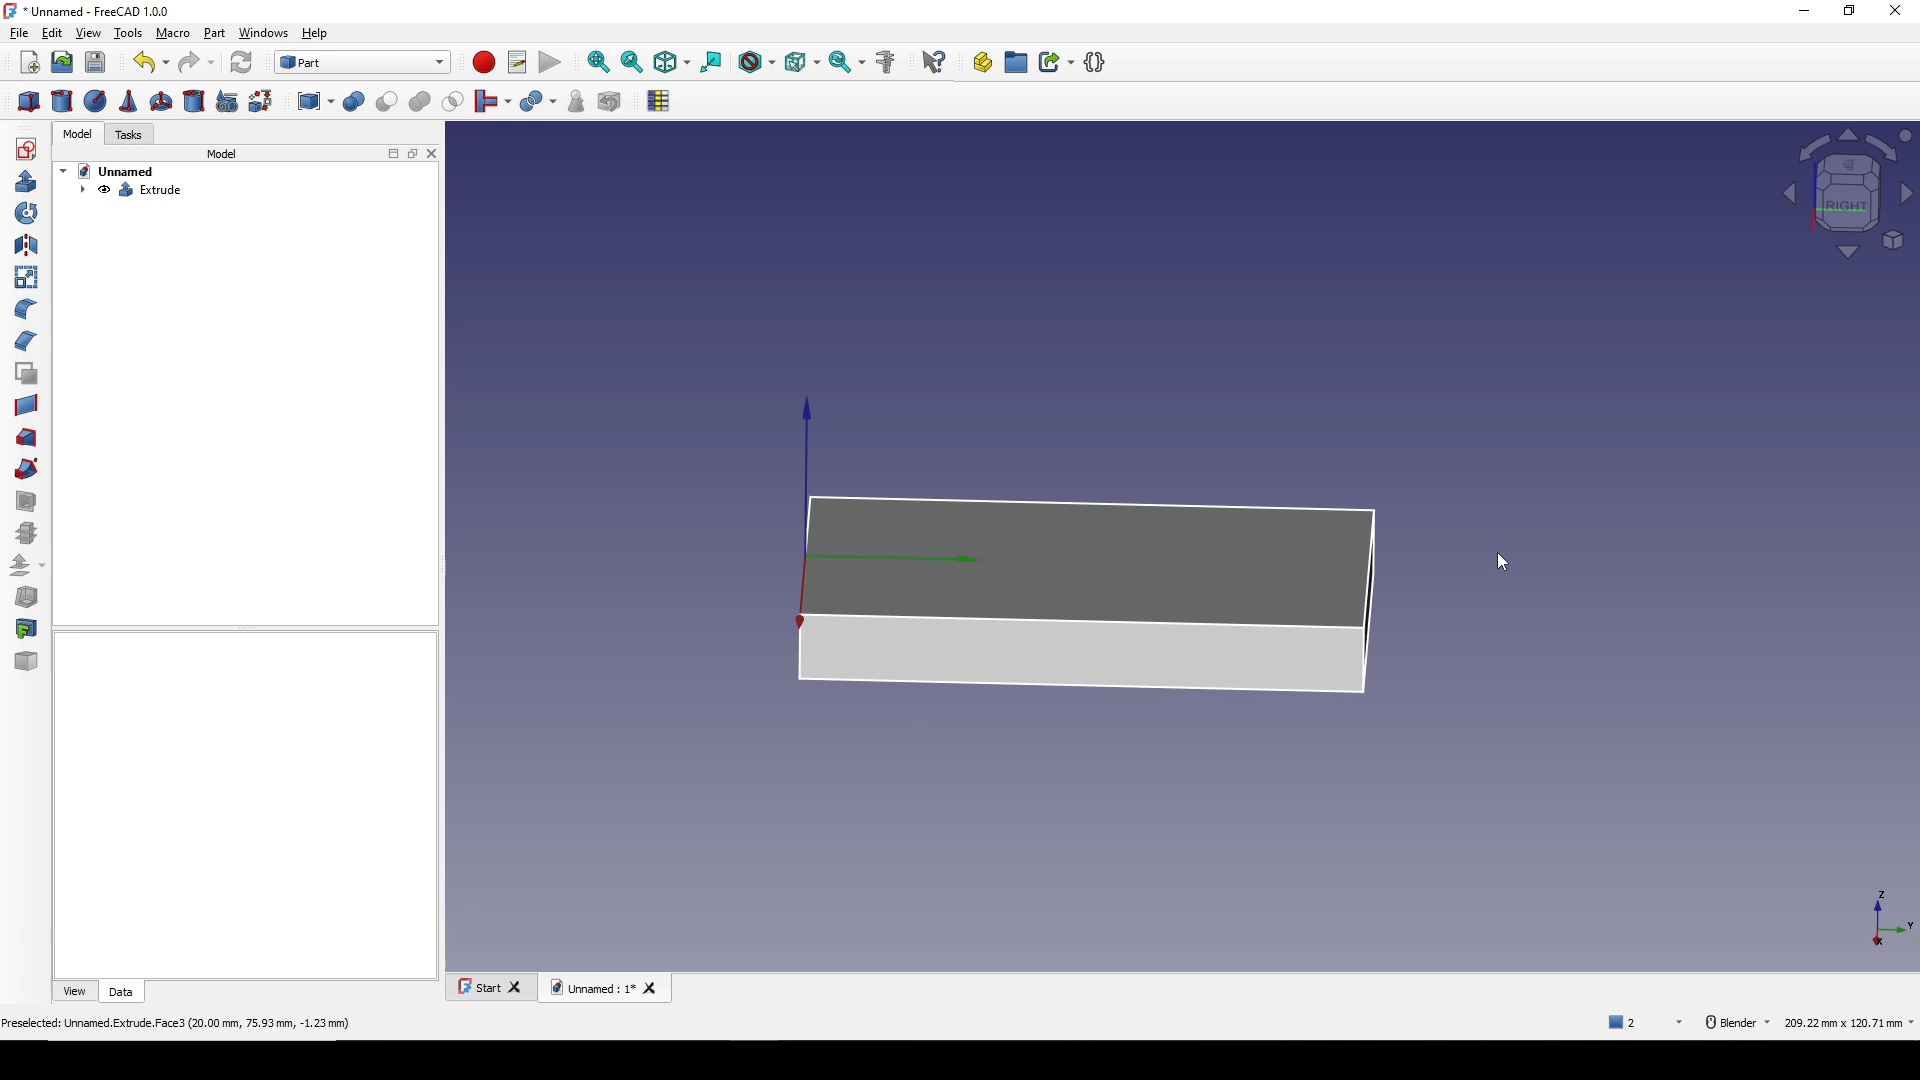 * Unnamed - FreeCAD 1.0.0
File Edit View Tools Macro Part Windows Help
Part
Model Tasks
Model
Unnamed
Extrude
RIGHT
Z
Y
X
View Data
Start Unnamed : 1*
Preselected: Unnamed.Extrude.Face3 (20.00 mm, 75.93 mm, -1.23 mm) 2 Blender 209.22 mm x 120.71 mm